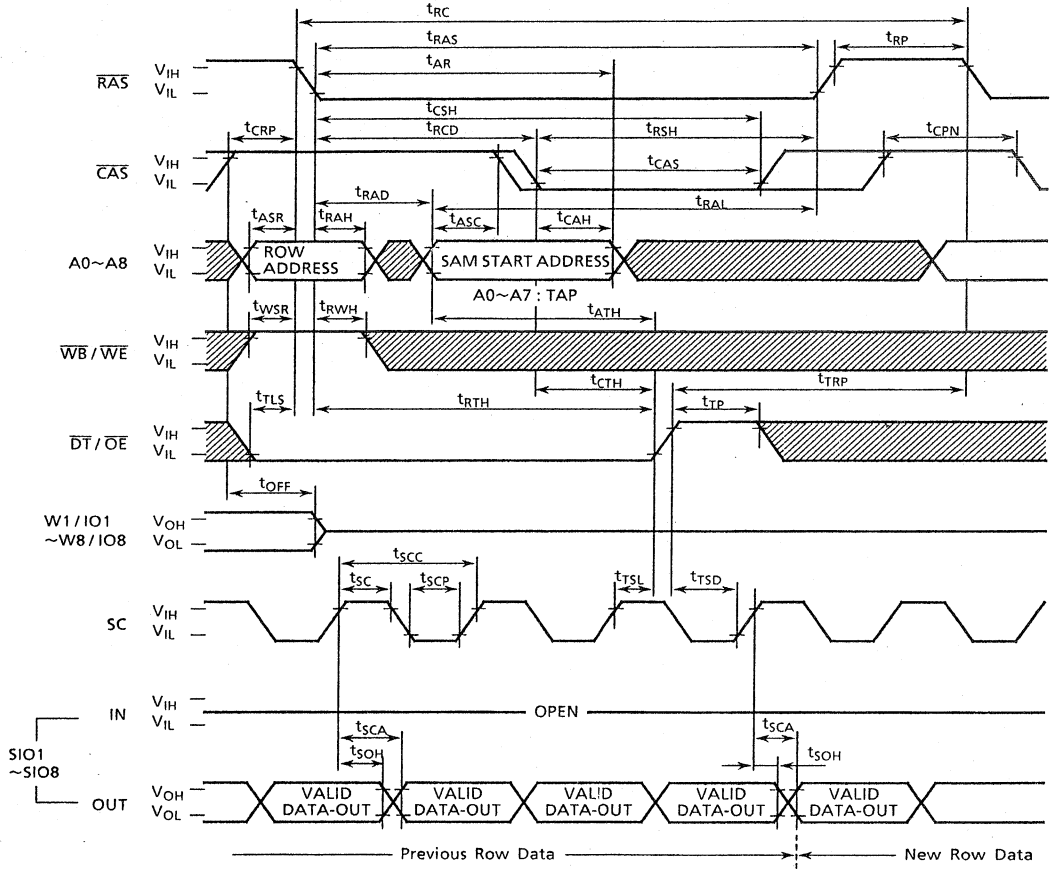 tRC
tRAS
tRP
tAR
RAS
VIH
VIL
tCSH
tCRP
tRCD
tRSH
tCPN
CAS
VIH
VIL
tCAS
tRAD
tRAL
tASR
tRAH
tASC
tCAH
A0~A8
VIH
VIL
ROW
ADDRESS
SAM START ADDRESS
A0~A7 : TAP
tWSR
tRWH
tATH
WB / WE
VIH
VIL
tCTH
tTRP
tTLS
tRTH
tTP
DT / OE
VIH
VIL
tOFF
W1 / IO1
~W8 / IO8
VOH
VOL
tSCC
tSC
tSCP
tTSL
tTSD
SC
VIH
VIL
IN
VIH
VIL
OPEN
tSCA
tSCA
tSOH
tSOH
SIO1
~SIO8
OUT
VOH
VOL
VALID
DATA-OUT
VALID
DATA-OUT
VALID
DATA-OUT
VALID
DATA-OUT
VALID
DATA-OUT
Previous Row Data
New Row Data